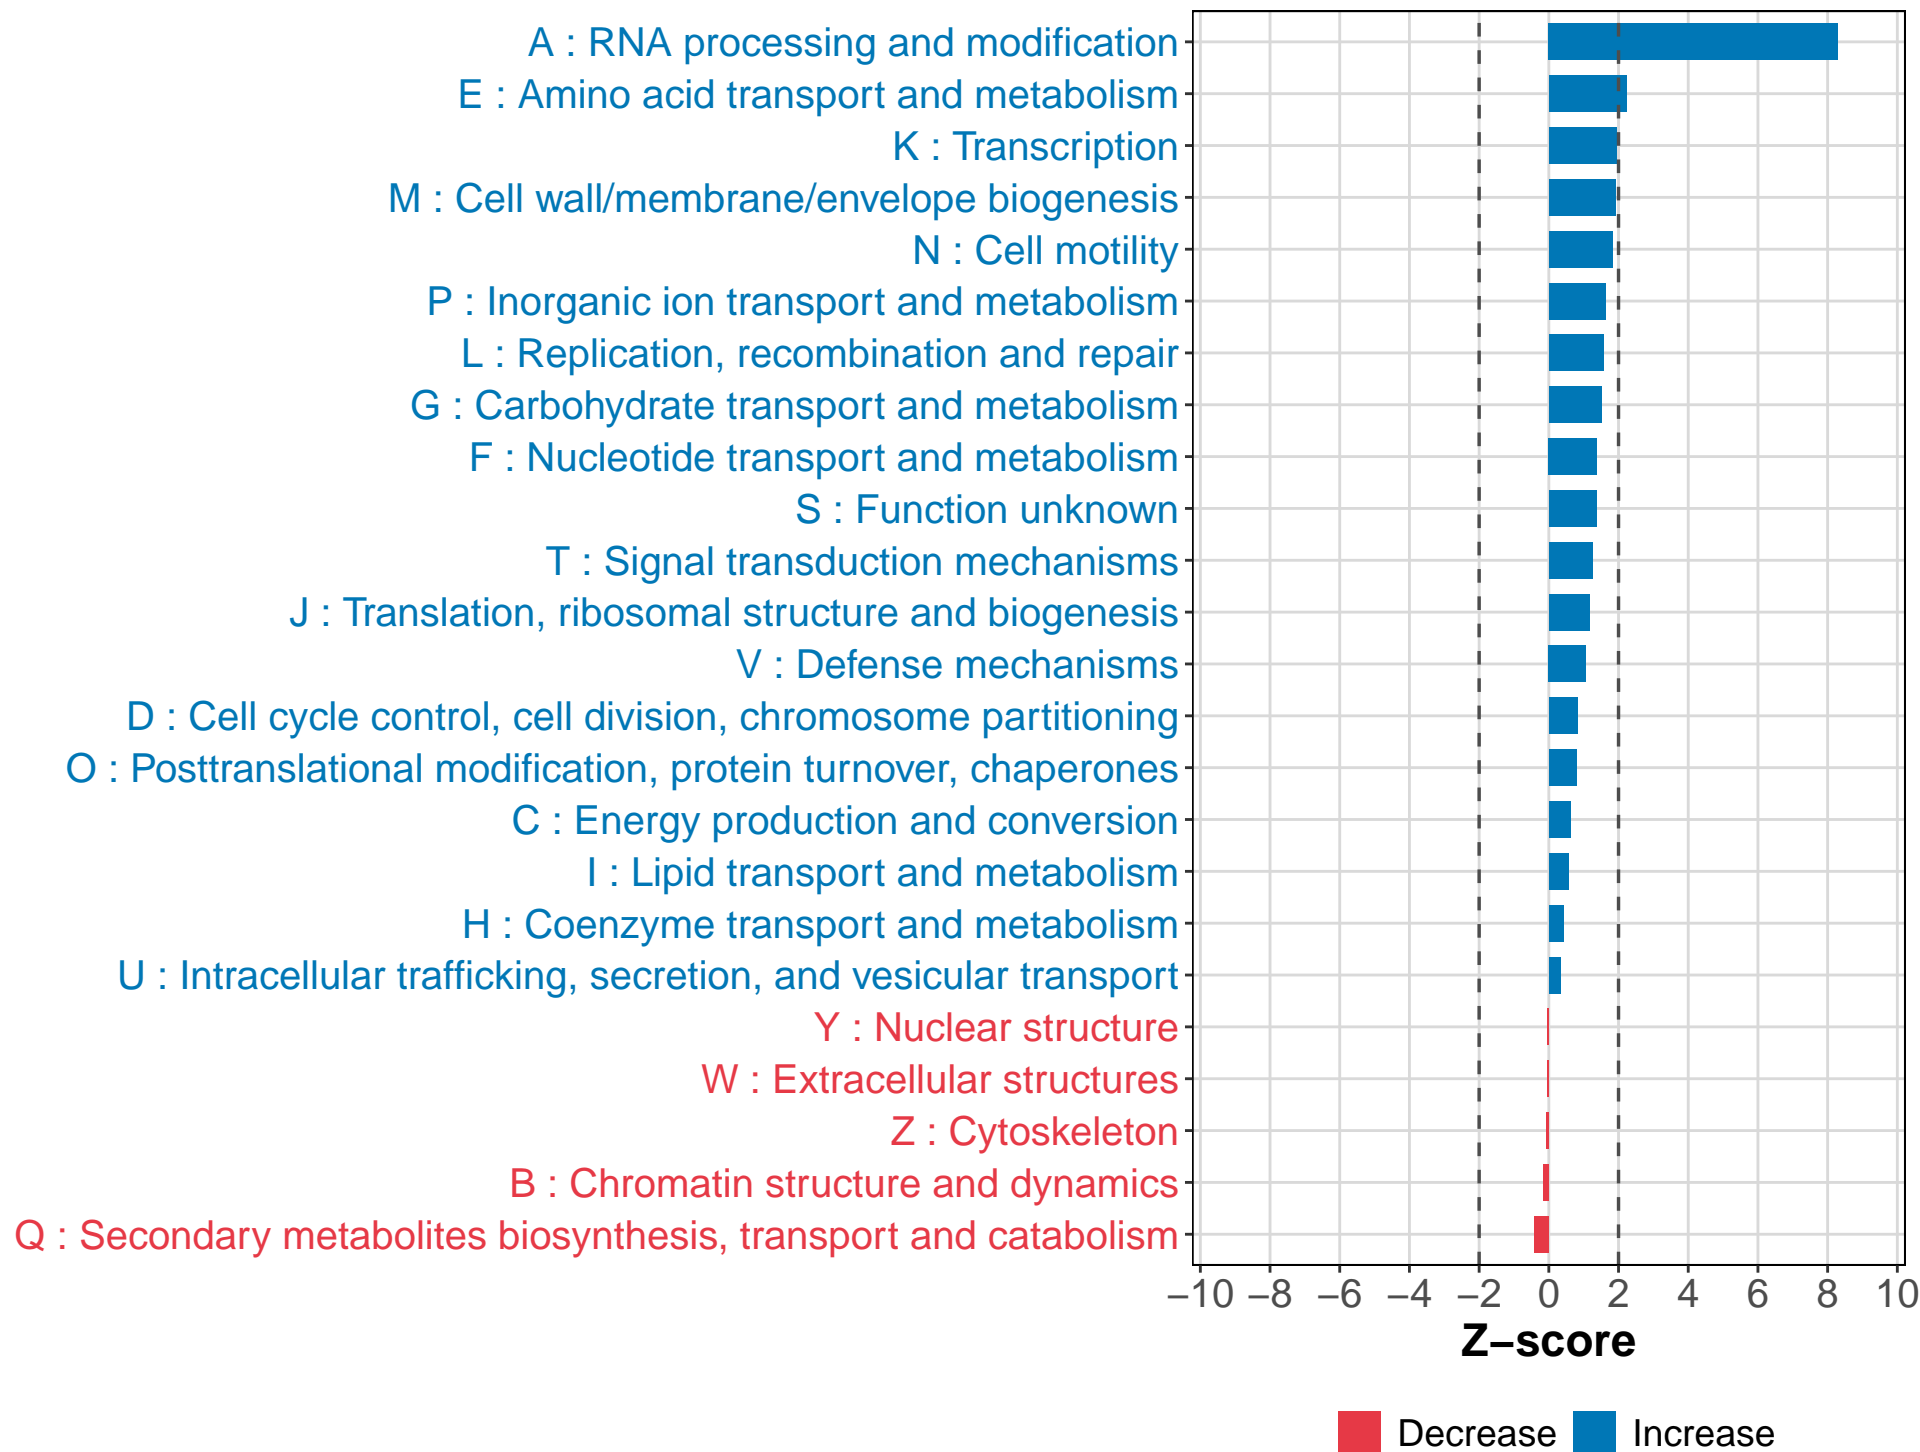 A : RNA processing and modification
E : Amino acid transport and metabolism
K : Transcription
M : Cell wall/membrane/envelope biogenesis
N : Cell motility
P : Inorganic ion transport and metabolism
L : Replication, recombination and repair
G : Carbohydrate transport and metabolism
F : Nucleotide transport and metabolism
S : Function unknown
T : Signal transduction mechanisms
J : Translation, ribosomal structure and biogenesis
V : Defense mechanisms
D : Cell cycle control, cell division, chromosome partitioning
O : Posttranslational modification, protein turnover, chaperones
C : Energy production and conversion
I : Lipid transport and metabolism
H : Coenzyme transport and metabolism
U : Intracellular trafficking, secretion, and vesicular transport
Y : Nuclear structure
W : Extracellular structures
Z : Cytoskeleton
B : Chromatin structure and dynamics
Q : Secondary metabolites biosynthesis, transport and catabolism
−10 −8 −6 −4 −2 0 2 4 6 8 10
Z−score
Decrease Increase